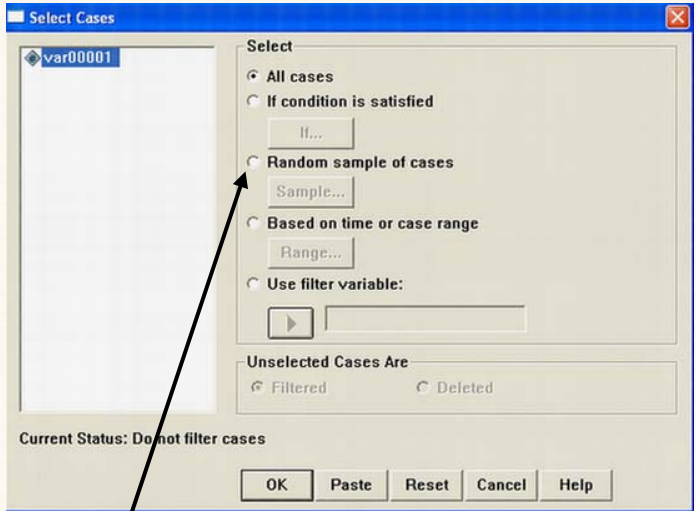 Select Cases
var00001
Select
All cases
If condition is satisfied
If...
Random sample of cases
Sample...
Based on time or case range
Range...
Use filter variable:
Unselected Cases Are
Filtered Deleted
Current Status: Do not filter cases
OK Paste Reset Cancel Help